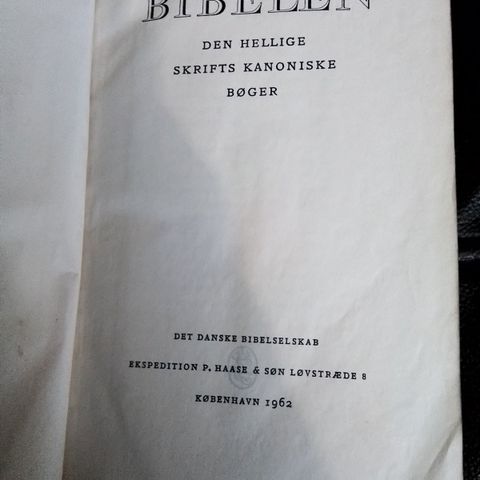 BIBELEN
DEN HELLIGE
SKRIFTS KANONISKE
BØGER
DET DANSKE BIBELSELSKAB
EKSPEDITION P. HAASE & SØN LØVSTRÆDE 8
KØBENHAVN 1962